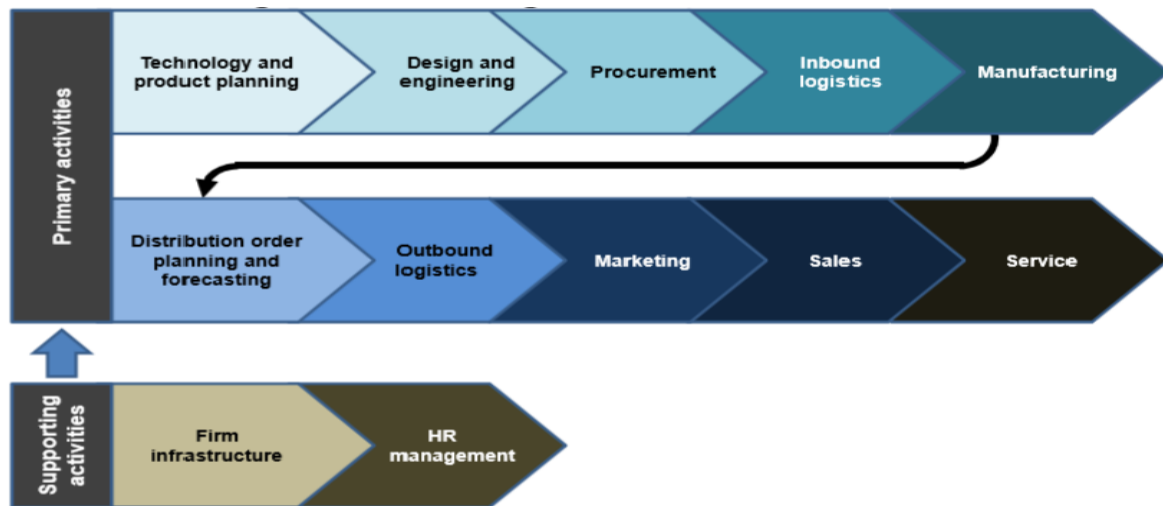 Primary activities
Technology and
product planning
Design and
engineering
Procurement
Inbound
logistics
Manufacturing
Distribution order
planning and
forecasting
Outbound
logistics
Marketing
Sales
Service
Supporting
activities
Firm
infrastructure
HR
management